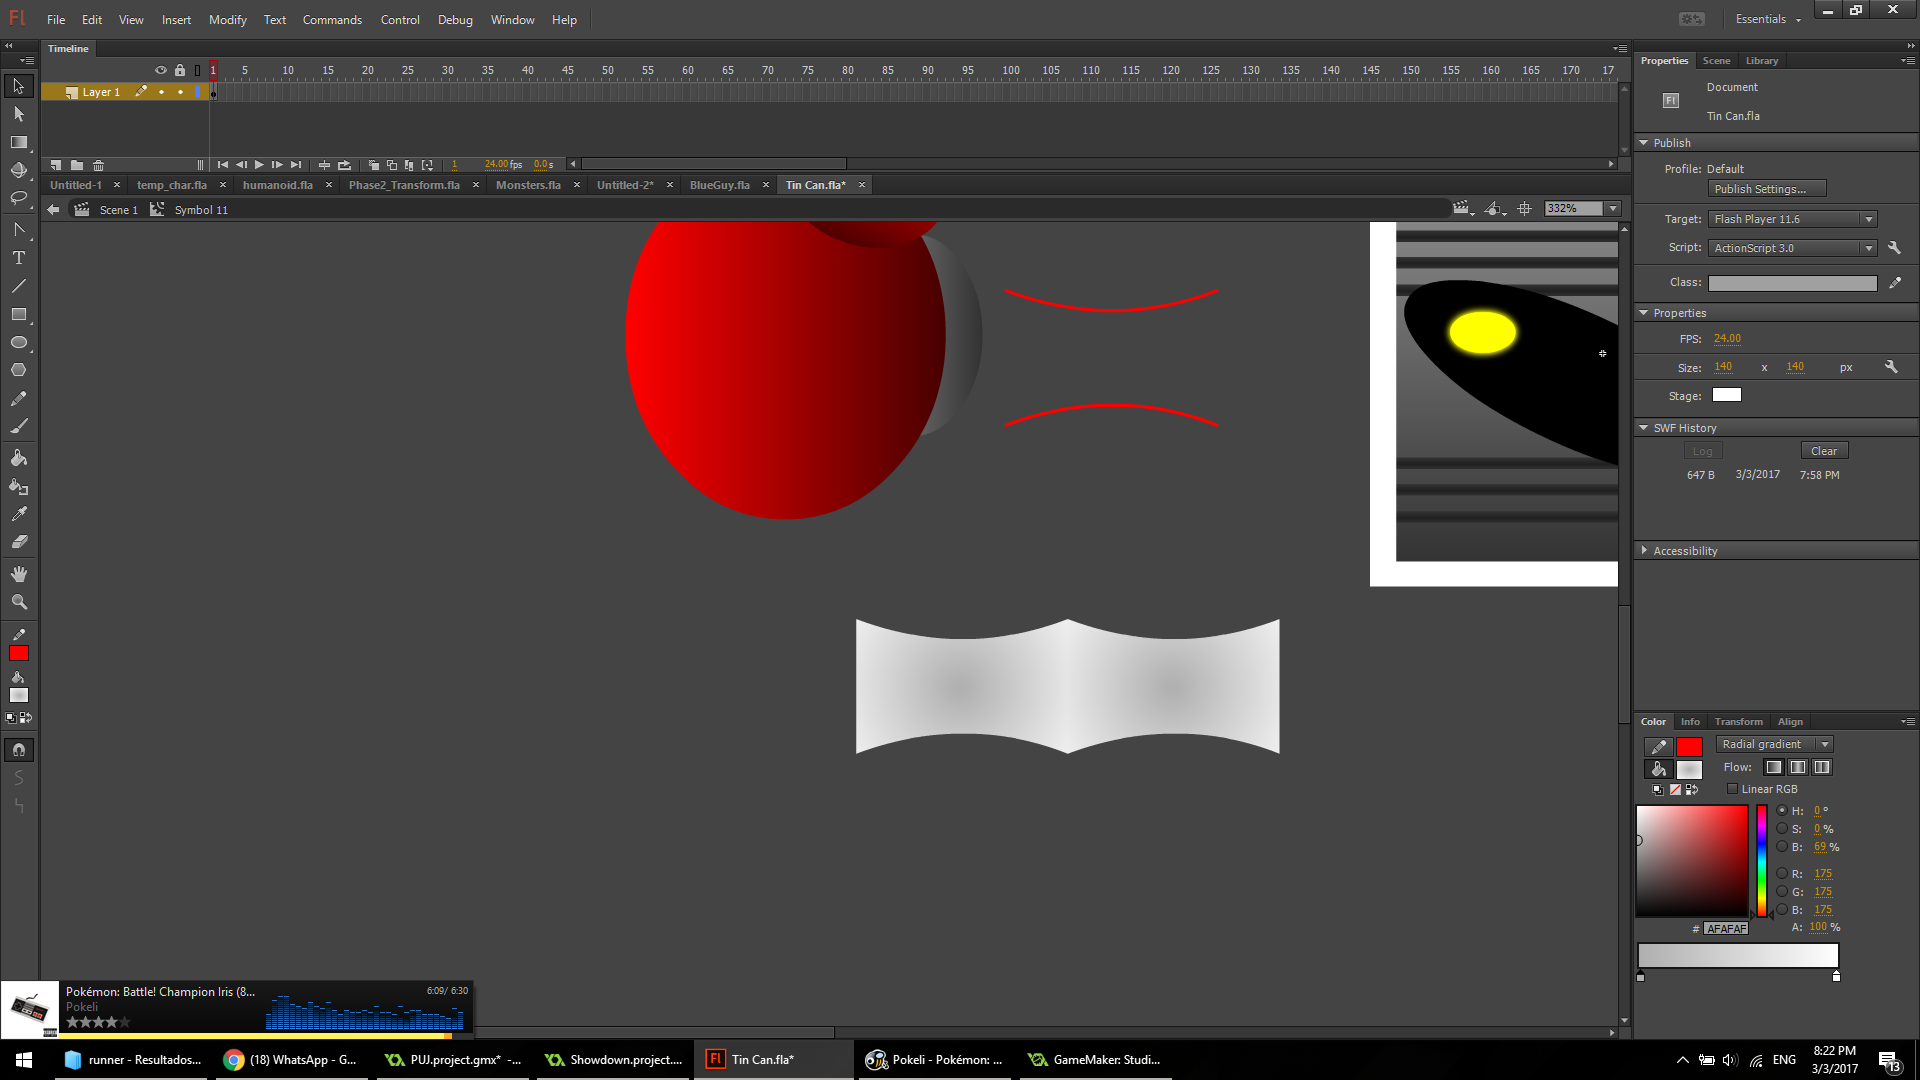 Fl File Edit View Insert Modify Text Commands Control Debug Window Help Essentials
Timeline
1 5 10 15 20 25 30 35 40 45 50 55 60 65 70 75 80 85 90 95 100 105 110 115 120 125 130 135 140 145 150 155 160 165 170 17
Layer 1
1 24.00 fps 0.0 s
Untitled-1 temp_char.fla humanoid.fla Phase2_Transform.fla Monsters.fla Untitled-2* BlueGuy.fla Tin Can.fla*
Scene 1 Symbol 11 332%
Properties Scene Library
Document
Fl
Tin Can.fla
Publish
Profile: Default
Publish Settings...
Target: Flash Player 11.6
Script: ActionScript 3.0
Class:
Properties
FPS: 24.00
Size: 140 x 140 px
Stage:
SWF History
Log Clear
647 B 3/3/2017 7:58 PM
Accessibility
Color Info Transform Align
Radial gradient
Flow:
Linear RGB
H: 0 °
S: 0 %
B: 69 %
R: 175
G: 175
B: 175
A: 100 %
# AFAFAF
Pokémon: Battle! Champion Iris (8... 6:09/ 6:30
Pokeli
runner - Resultados... (18) WhatsApp - G... PUJ.project.gmx* -... Showdown.project.... Fl Tin Can.fla* Pokeli - Pokémon: ... GameMaker: Studi... ENG 8:22 PM
3/3/2017 13